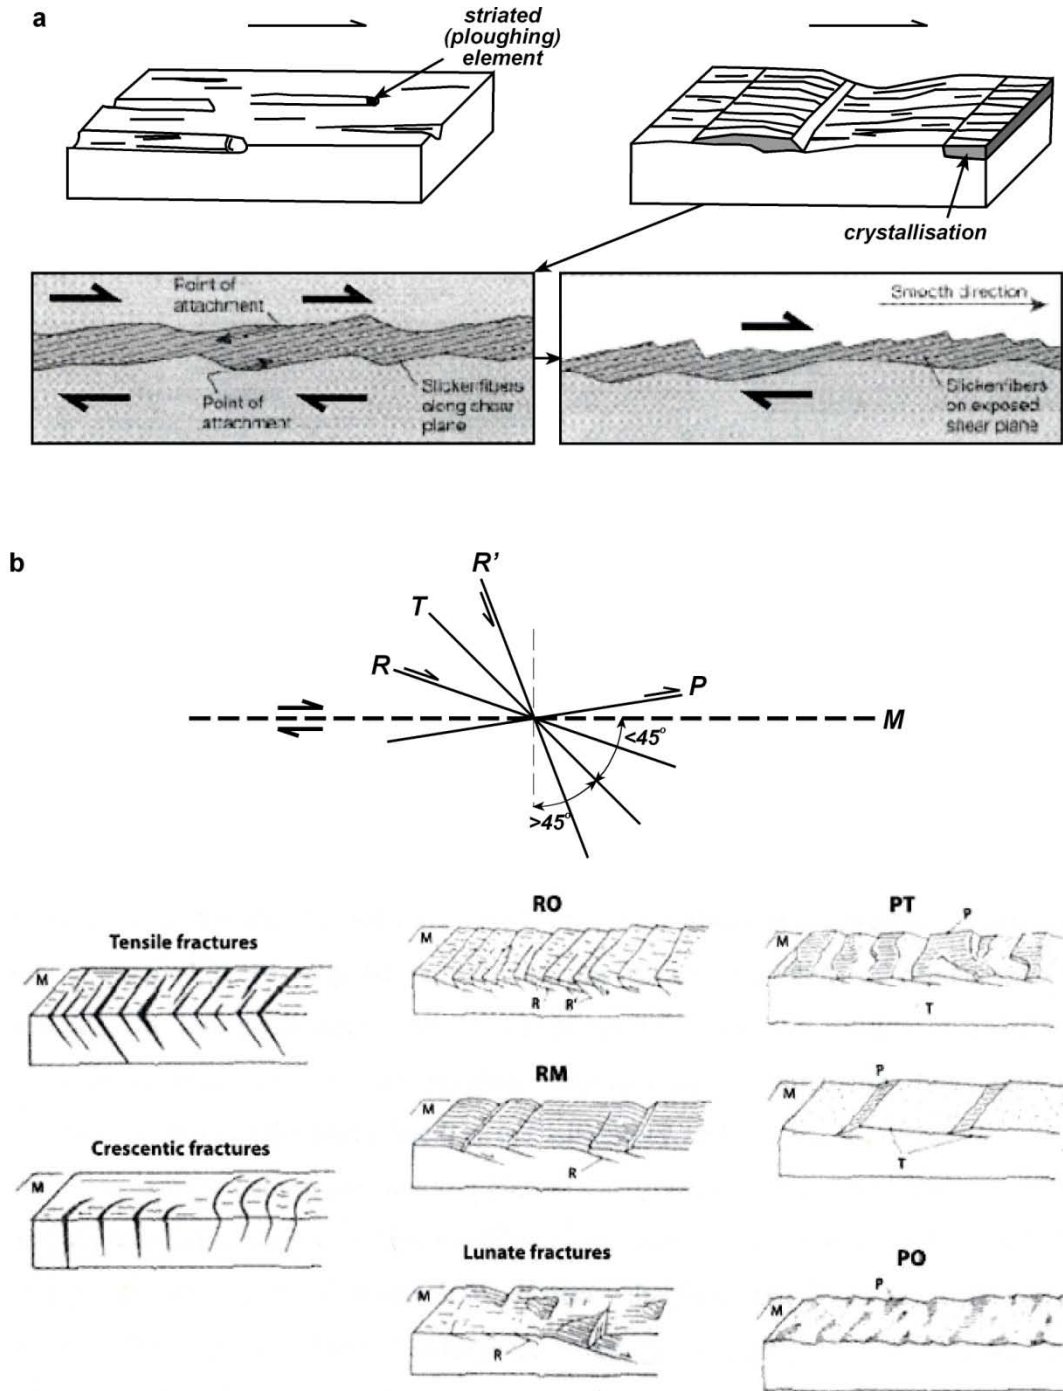 a
striated
(ploughing)
element
crystallisation
Point of
attachment
Point of
attachment
Slickenfibers
along shear
plane
Smooth direction
Slickenfibers
on exposed
shear plane
b
R'
T
R
P
M
<45°
>45°
Tensile fractures
M
Crescentic fractures
M
RO
M
R R'
RM
M
R
Lunate fractures
M
R
PT
P
M
T
P
M
T
PO
P
M